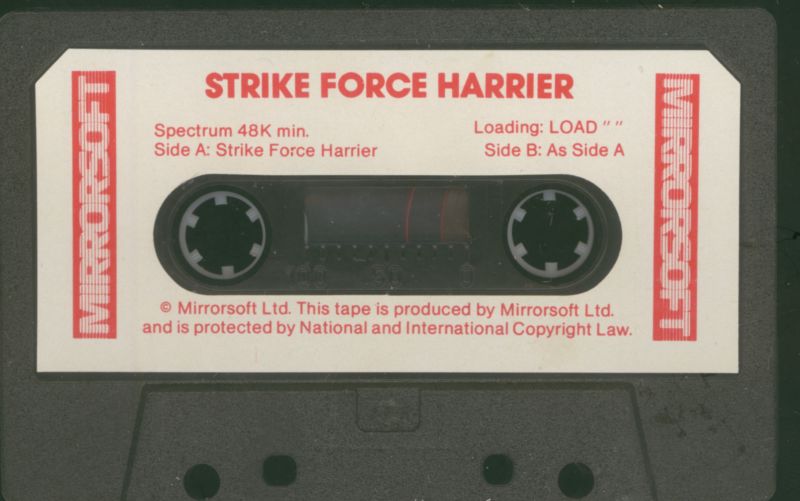 STRIKE FORCE HARRIER
MIRRORSOFT
MIRRORSOFT
Spectrum 48K min.
Loading: LOAD ″ ″
Side A: Strike Force Harrier
Side B: As Side A
© Mirrorsoft Ltd. This tape is produced by Mirrorsoft Ltd.
and is protected by National and International Copyright Law.